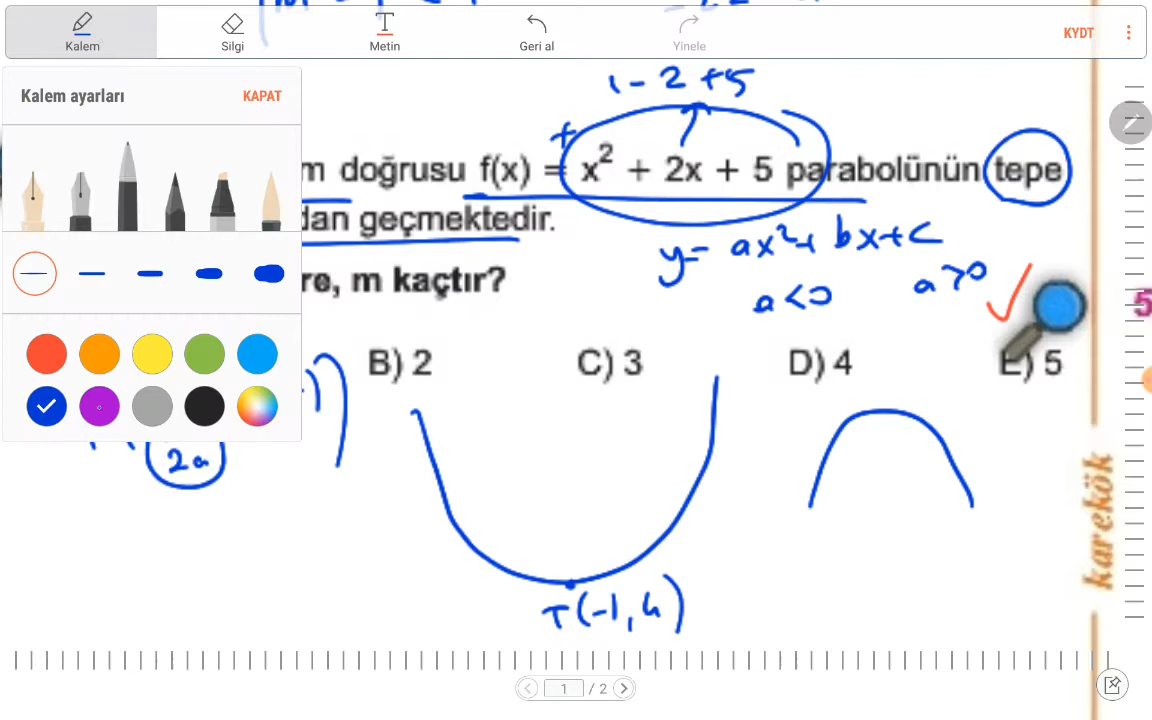 Kalem Silgi Metin Geri al Yinele KYDT
Kalem ayarları KAPAT
1 - 2 + 5
+
m doğrusu f(x) = x² + 2x + 5 parabolünün tepe
dan geçmektedir.
y = ax² + bx + c
re, m kaçtır?
a < 0 a > 0
5
B) 2 C) 3 D) 4 E) 5
2a
T(-1, 4)
karekök
1 / 2